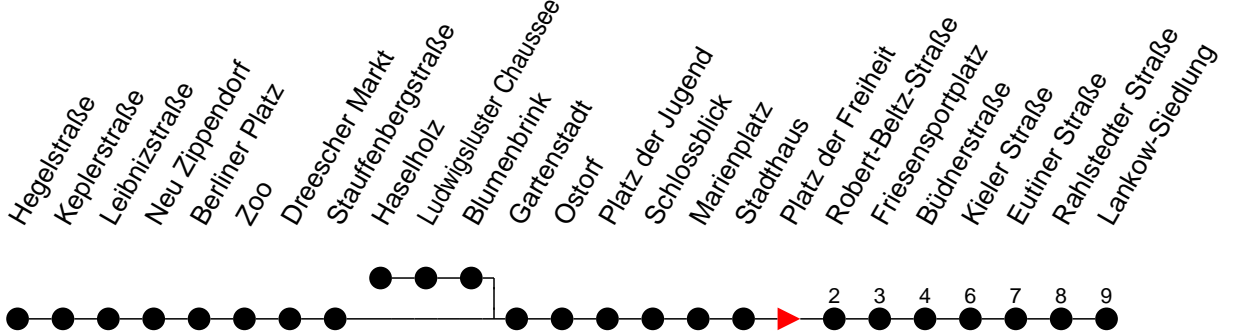 Hegelstraße
Keplerstraße
Leibnizstraße
Neu Zippendorf
Berliner Platz
Zoo
Dreescher Markt
Stauffenbergstraße
Haselholz
Ludwigsluster Chaussee
Blumenbrink
Gartenstadt
Ostorf
Platz der Jugend
Schlossblick
Marienplatz
Stadthaus
Platz der Freiheit
Robert-Beltz-Straße
Friesensportplatz
Büdnerstraße
Kieler Straße
Eutiner Straße
Rahlstedter Straße
Lankow-Siedlung
2 3 4 6 7 8 9